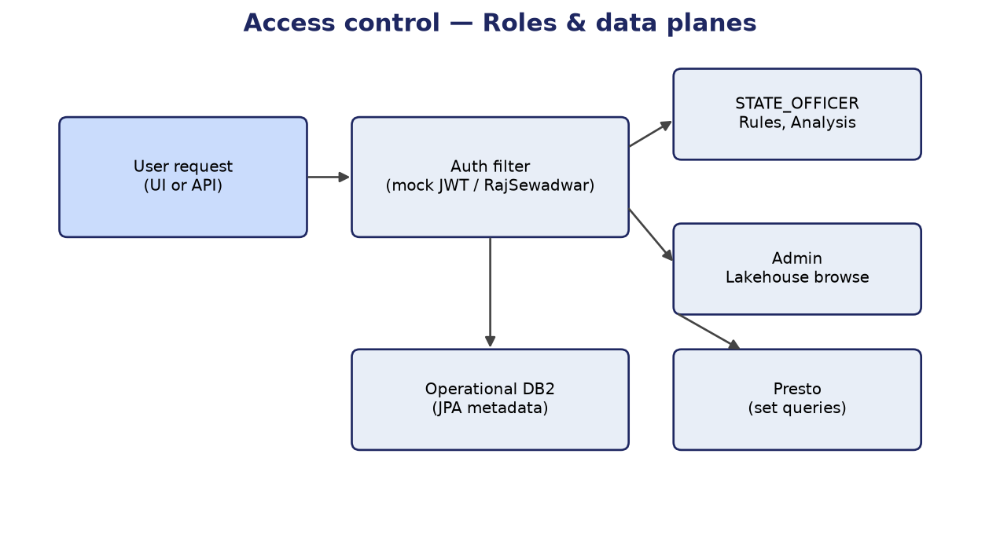 Access control — Roles & data planes
User request
(UI or API)
Auth filter
(mock JWT / RajSewadwar)
STATE_OFFICER
Rules, Analysis
Admin
Lakehouse browse
Operational DB2
(JPA metadata)
Presto
(set queries)